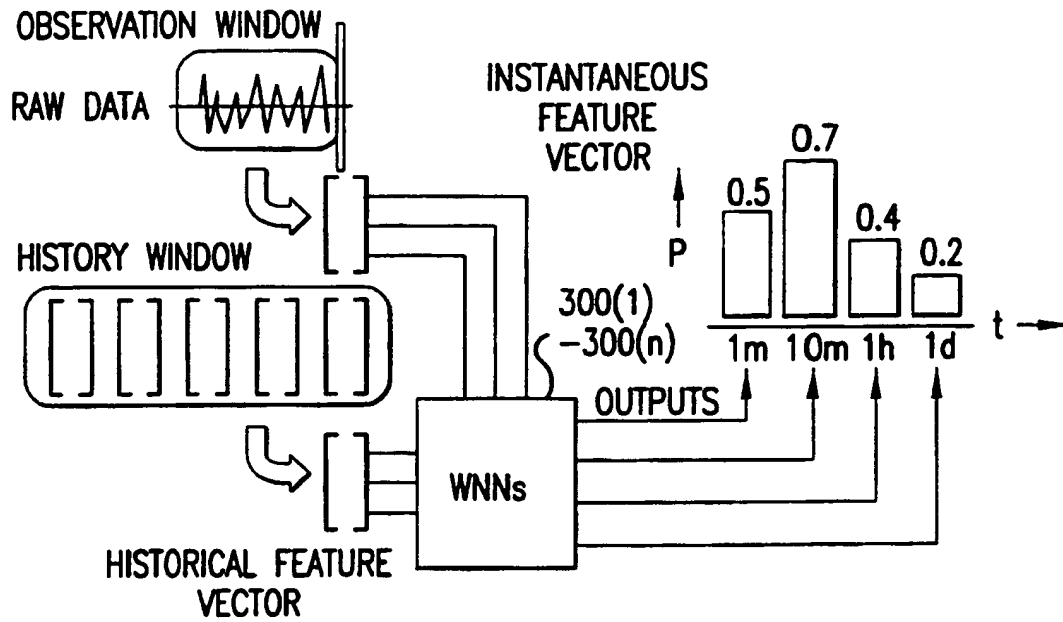 OBSERVATION WINDOW
RAW DATA
INSTANTANEOUS
FEATURE
VECTOR
P
0.5
0.7
0.4
0.2
1m 10m 1h 1d
t
HISTORY WINDOW
300(1)
-300(n)
OUTPUTS
WNNs
HISTORICAL FEATURE
VECTOR